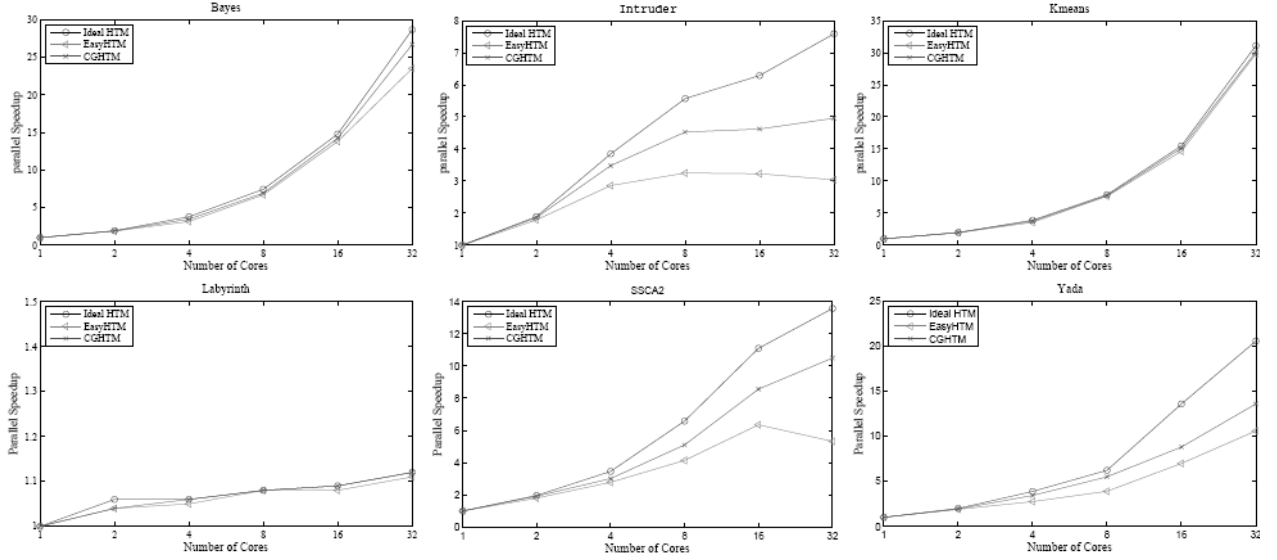 Bayes
30
25
20
15
10
5
0
parallel Speedup
Ideal HTM
EasyHTM
CGHTM
1 2 4 8 16 32
Number of Cores
Intruder
8
7
6
5
4
3
2
1
parallel Speedup
Ideal HTM
EasyHTM
CGHTM
1 2 4 8 16 32
Number of Cores
Kmeans
35
30
25
20
15
10
5
0
parallel Speedup
Ideal HTM
EasyHTM
CGHTM
1 2 4 8 16 32
Number of Cores
Labyrinth
1.5
1.4
1.3
1.2
1.1
1
Parallel Speedup
Ideal HTM
EasyHTM
CGHTM
1 2 4 8 16 32
Number of Cores
SSCA2
14
12
10
8
6
4
2
0
Parallel Speedup
Ideal HTM
EasyHTM
CGHTM
1 2 4 8 16 32
Number of Cores
Yada
25
20
15
10
5
0
Parallel Speedup
Ideal HTM
EasyHTM
CGHTM
1 2 4 8 16 32
Number of Cores